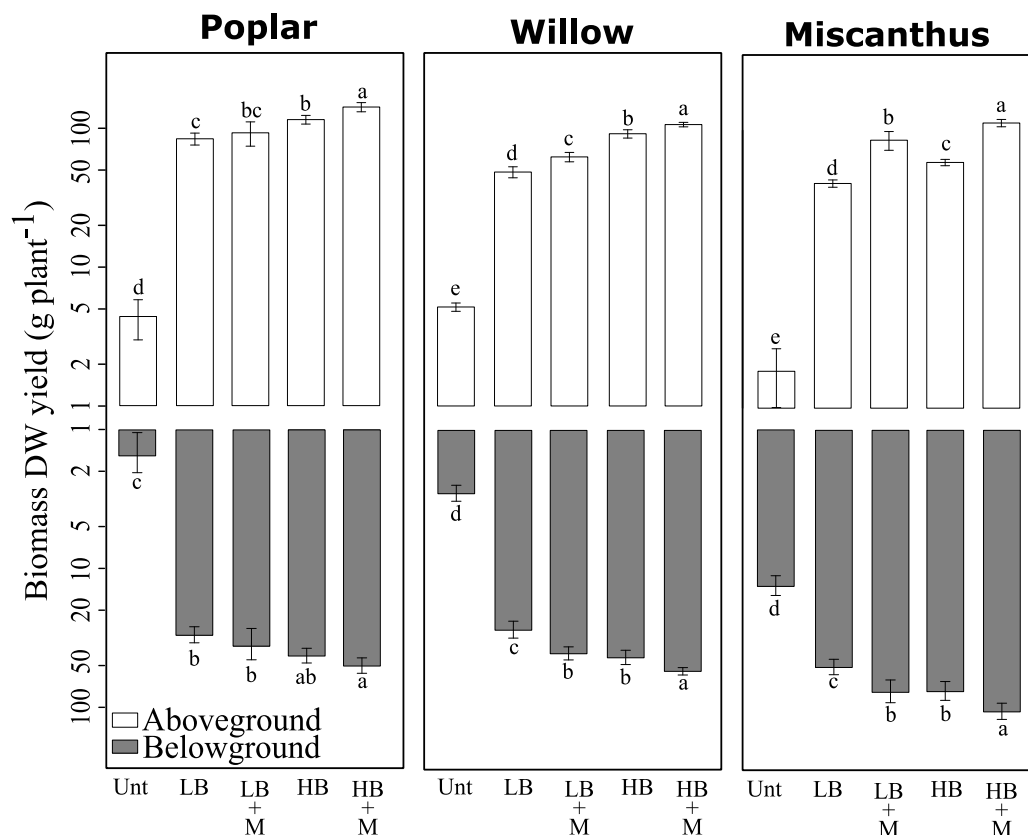 Poplar
Willow
Miscanthus
Biomass DW yield (g plant⁻¹)
100
50
20
10
5
2
1
1
2
5
10
20
50
100
d
c
bc
b
a
c
b
b
ab
a
e
d
c
b
a
d
c
b
b
a
e
d
b
c
a
d
c
b
b
a
Aboveground
Belowground
Unt
LB
LB + M
HB
HB + M
Unt
LB
LB + M
HB
HB + M
Unt
LB
LB + M
HB
HB + M